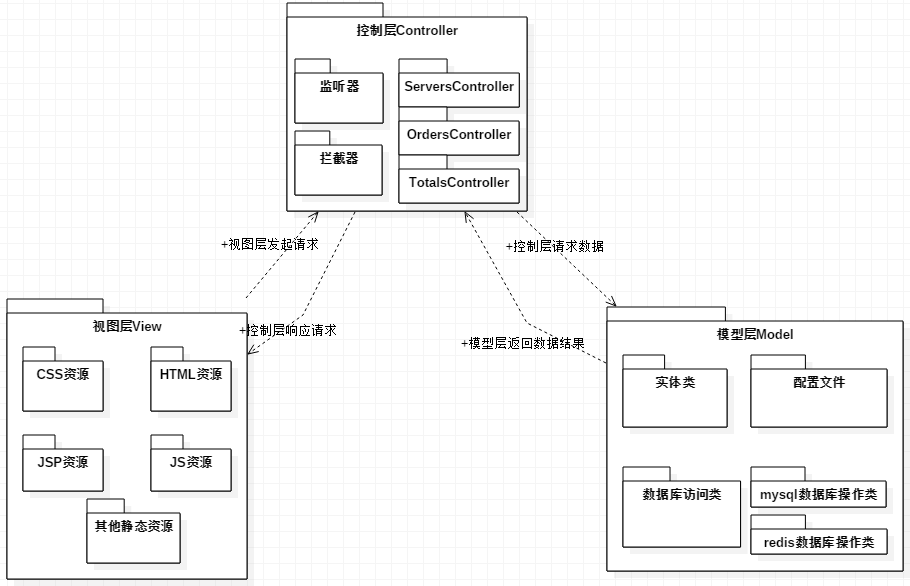 控制层Controller
监听器
ServersController
OrdersController
拦截器
TotalsController
+视图层发起请求
+控制层请求数据
+控制层响应请求
+模型层返回数据结果
视图层View
CSS资源
HTML资源
JSP资源
JS资源
其他静态资源
模型层Model
实体类
配置文件
数据库访问类
mysql数据库操作类
redis数据库操作类